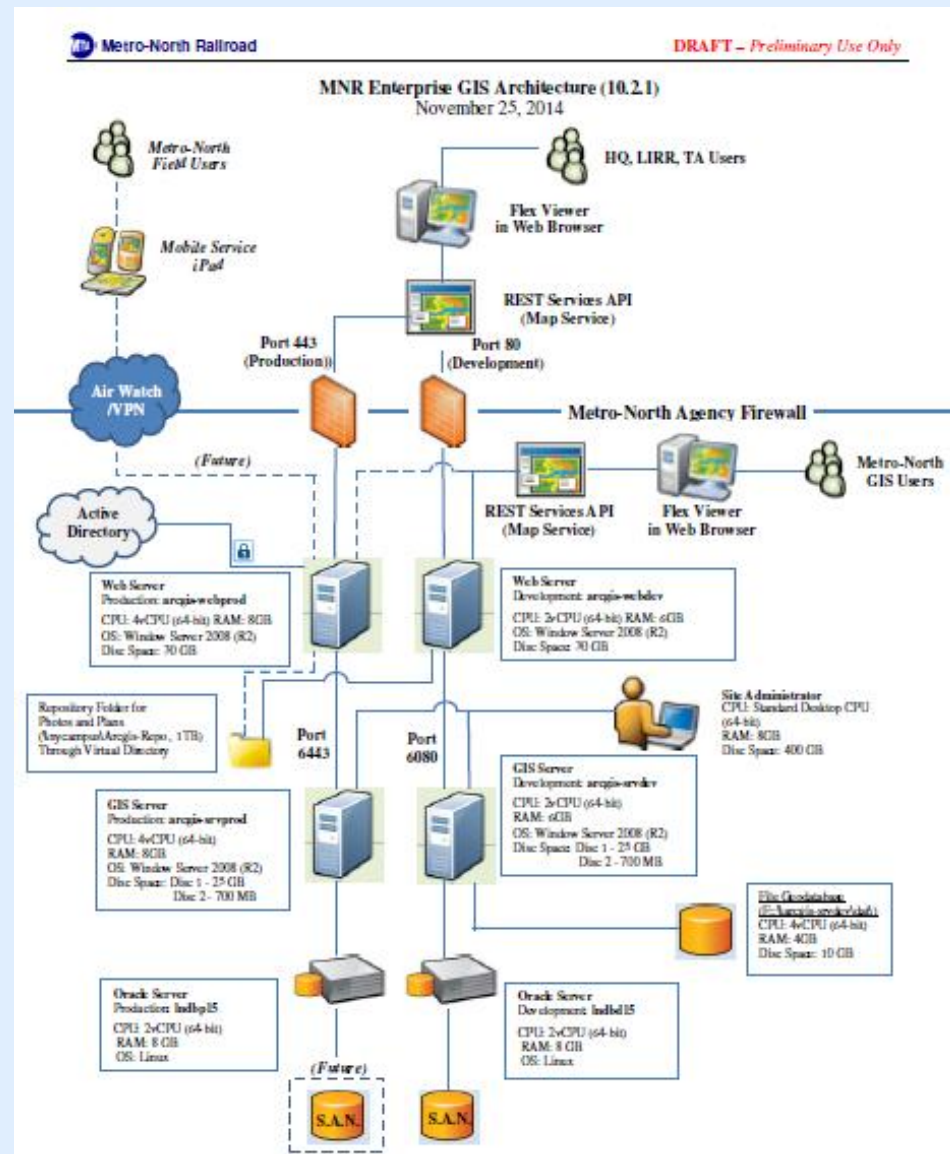 Metro-North Railroad
DRAFT – Preliminary Use Only
MNR Enterprise GIS Architecture (10.2.1)
November 25, 2014
Metro-North
Field Users
HQ, LIRR, TA Users
Flex Viewer
in Web Browser
Mobile Service
iPad
REST Services API
(Map Service)
Port 443
(Production))
Port 80
(Development)
Air Watch
/VPN
Metro-North Agency Firewall
(Future)
Metro-North
GIS Users
REST Services API
(Map Service)
Flex Viewer
in Web Browser
Active
Directory
Web Server
Production: arcgis-webprod
CPU: 4vCPU (64-bit) RAM: 8GB
OS: Window Server 2008 (R2)
Disc Space: 70 GB
Web Server
Development: arcgis-webdev
CPU: 2vCPU (64-bit) RAM: 6GB
OS: Window Server 2008 (R2)
Disc Space: 70 GB
Repository Folder for
Photos and Plans
1TB)
Through Virtual Directory
Port
6443
Port
6080
Site Administrator
CPU: Standard Desktop CPU
(64-bit)
RAM: 8GB
Disc Space: 400 GB
GIS Server
Production: arcgis-srvprod
CPU: 4vCPU (64-bit)
RAM: 8GB
OS: Window Server 2008 (R2)
Disc Space: Disc 1 - 25 GB
Disc 2 - 700 MB
GIS Server
Development: arcgis-srvdev
CPU: 2vCPU (64-bit)
RAM: 6GB
OS: Window Server 2008 (R2)
Disc Space: Disc 1 - 25 GB
Disc 2 - 700 MB
File Geodatabase
CPU: 4vCPU (64-bit)
RAM: 4GB
Disc Space: 10 GB
Oracle Server
Production:
CPU: 2vCPU (64-bit)
RAM: 8 GB
OS: Linux
Oracle Server
Development:
CPU: 2vCPU (64-bit)
RAM: 8 GB
OS: Linux
(Future)
S.A.N.
S.A.N.